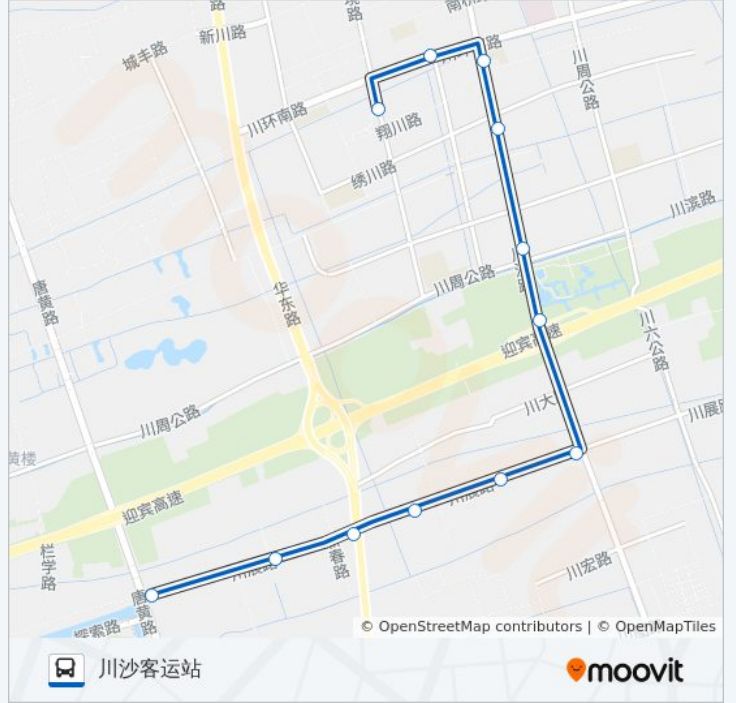 路
新川路
城丰路
川周公路
川环南路
翔川路
绣川路
川滨路
唐黄路
华东路
川周公路
迎宾高速
川六公路
川大
川展路
川周公路
黄楼
迎宾高速
川展路
栏学路
春路
川展路
川宏路
唐黄路
探索路
© OpenStreetMap contributors | © OpenMapTiles
川沙客运站
moovit